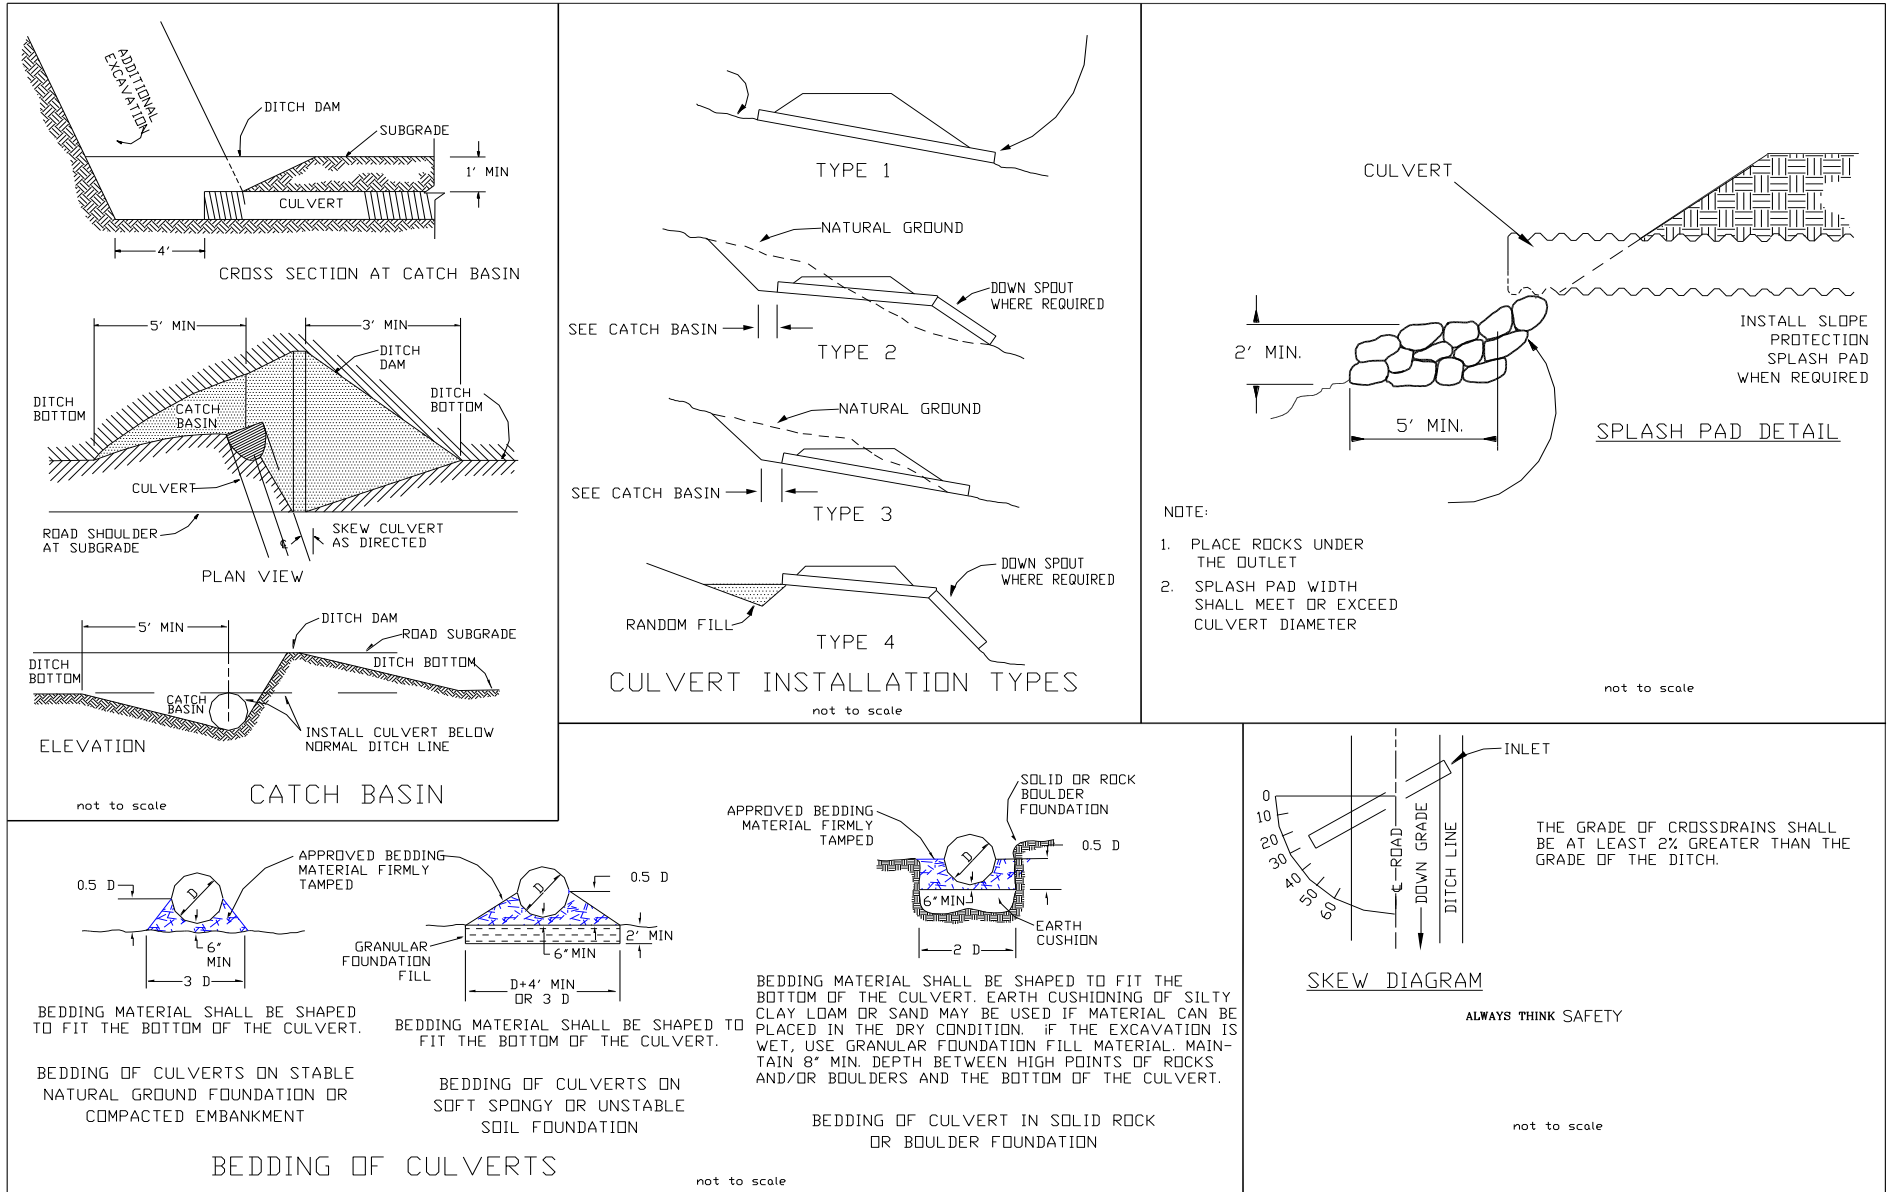 ADDITIONAL
EXCAVATION
DITCH DAM
SUBGRADE
1' MIN
CULVERT
4'
CROSS SECTION AT CATCH BASIN
5' MIN
3' MIN
DITCH
DAM
DITCH
BOTTOM
CATCH
BASIN
DITCH
BOTTOM
CULVERT
ROAD SHOULDER
AT SUBGRADE
℄
SKEW CULVERT
AS DIRECTED
PLAN VIEW
5' MIN
DITCH DAM
ROAD SUBGRADE
DITCH
BOTTOM
DITCH BOTTOM
CATCH
BASIN
INSTALL CULVERT BELOW
NORMAL DITCH LINE
ELEVATION
CATCH BASIN
not to scale
TYPE 1
NATURAL GROUND
DOWN SPOUT
WHERE REQUIRED
SEE CATCH BASIN
TYPE 2
NATURAL GROUND
SEE CATCH BASIN
TYPE 3
DOWN SPOUT
WHERE REQUIRED
RANDOM FILL
TYPE 4
CULVERT INSTALLATION TYPES
not to scale
CULVERT
2' MIN.
5' MIN.
INSTALL SLOPE
PROTECTION
SPLASH PAD
WHEN REQUIRED
SPLASH PAD DETAIL
NOTE:
1. PLACE ROCKS UNDER
THE OUTLET
2. SPLASH PAD WIDTH
SHALL MEET OR EXCEED
CULVERT DIAMETER
not to scale
APPROVED BEDDING
MATERIAL FIRMLY
TAMPED
0.5 D
D
6" MIN
3 D
BEDDING MATERIAL SHALL BE SHAPED
TO FIT THE BOTTOM OF THE CULVERT.
BEDDING OF CULVERTS ON STABLE
NATURAL GROUND FOUNDATION OR
COMPACTED EMBANKMENT
D
0.5 D
2' MIN
6" MIN
GRANULAR
FOUNDATION
FILL
D+4' MIN
OR 3 D
BEDDING MATERIAL SHALL BE SHAPED TO
FIT THE BOTTOM OF THE CULVERT.
BEDDING OF CULVERTS ON
SOFT SPONGY OR UNSTABLE
SOIL FOUNDATION
SOLID OR ROCK
BOULDER
FOUNDATION
APPROVED BEDDING
MATERIAL FIRMLY
TAMPED
D
0.5 D
6" MIN
EARTH
CUSHION
2 D
BEDDING MATERIAL SHALL BE SHAPED TO FIT THE
BOTTOM OF THE CULVERT. EARTH CUSHIONING OF SILTY
CLAY LOAM OR SAND MAY BE USED IF MATERIAL CAN BE
PLACED IN THE DRY CONDITION. iF THE EXCAVATION IS
WET, USE GRANULAR FOUNDATION FILL MATERIAL. MAIN-
TAIN 8" MIN. DEPTH BETWEEN HIGH POINTS OF ROCKS
AND/OR BOULDERS AND THE BOTTOM OF THE CULVERT.
BEDDING OF CULVERT IN SOLID ROCK
OR BOULDER FOUNDATION
BEDDING OF CULVERTS
not to scale
INLET
0
10
20
30
40
50
60
℄ ROAD
DOWN GRADE
DITCH LINE
SKEW DIAGRAM
THE GRADE OF CROSSDRAINS SHALL
BE AT LEAST 2% GREATER THAN THE
GRADE OF THE DITCH.
ALWAYS THINK SAFETY
not to scale